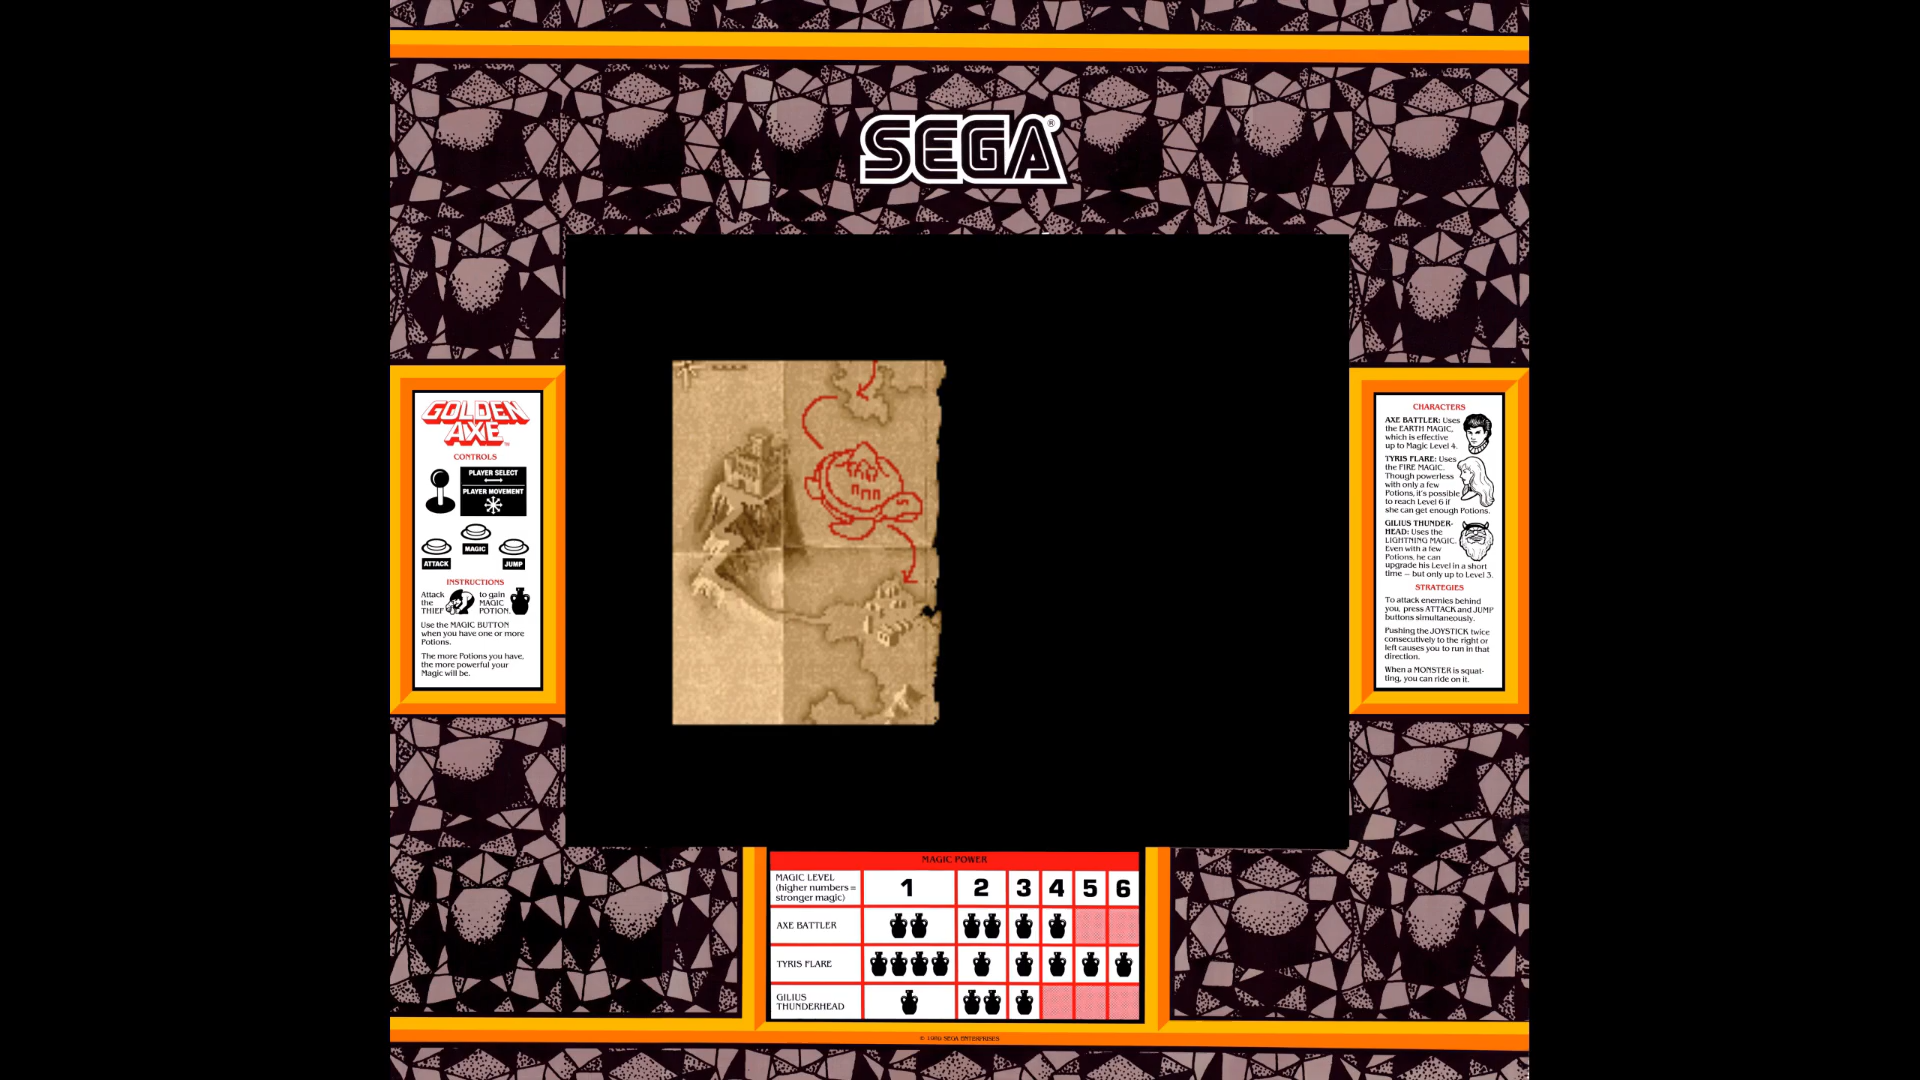 SEGA®
GOLDEN
AXE™
CONTROLS
PLAYER SELECT
PLAYER MOVEMENT
MAGIC
ATTACK
JUMP
INSTRUCTIONS
Attack
the
THIEF
to gain
MAGIC
POTION.
Use the MAGIC BUTTON
when you have one or more
Potions.
The more Potions you have,
the more powerful your
Magic will be.
CHARACTERS
AXE BATTLER: Uses
the EARTH MAGIC,
which is effective
up to Magic Level 4.
TYRIS FLARE: Uses
the FIRE MAGIC.
Though powerless
with only a few
Potions, it's possible
to reach Level 6 if
she can get enough Potions.
GILIUS THUNDER-
HEAD: Uses the
LIGHTNING MAGIC.
Even with a few
Potions, he can
upgrade his Level in a short
time — but only up to Level 3.
STRATEGIES
To attack enemies behind
you, press ATTACK and JUMP
buttons simultaneously.
Pushing the JOYSTICK twice
consecutively to the right or
left causes you to run in that
direction.
When a MONSTER is squat-
ting, you can ride on it.
MAGIC POWER
MAGIC LEVEL
(higher numbers =
stronger magic)
1 2 3 4 5 6
AXE BATTLER
TYRIS FLARE
GILIUS
THUNDERHEAD
© 1989 SEGA ENTERPRISES